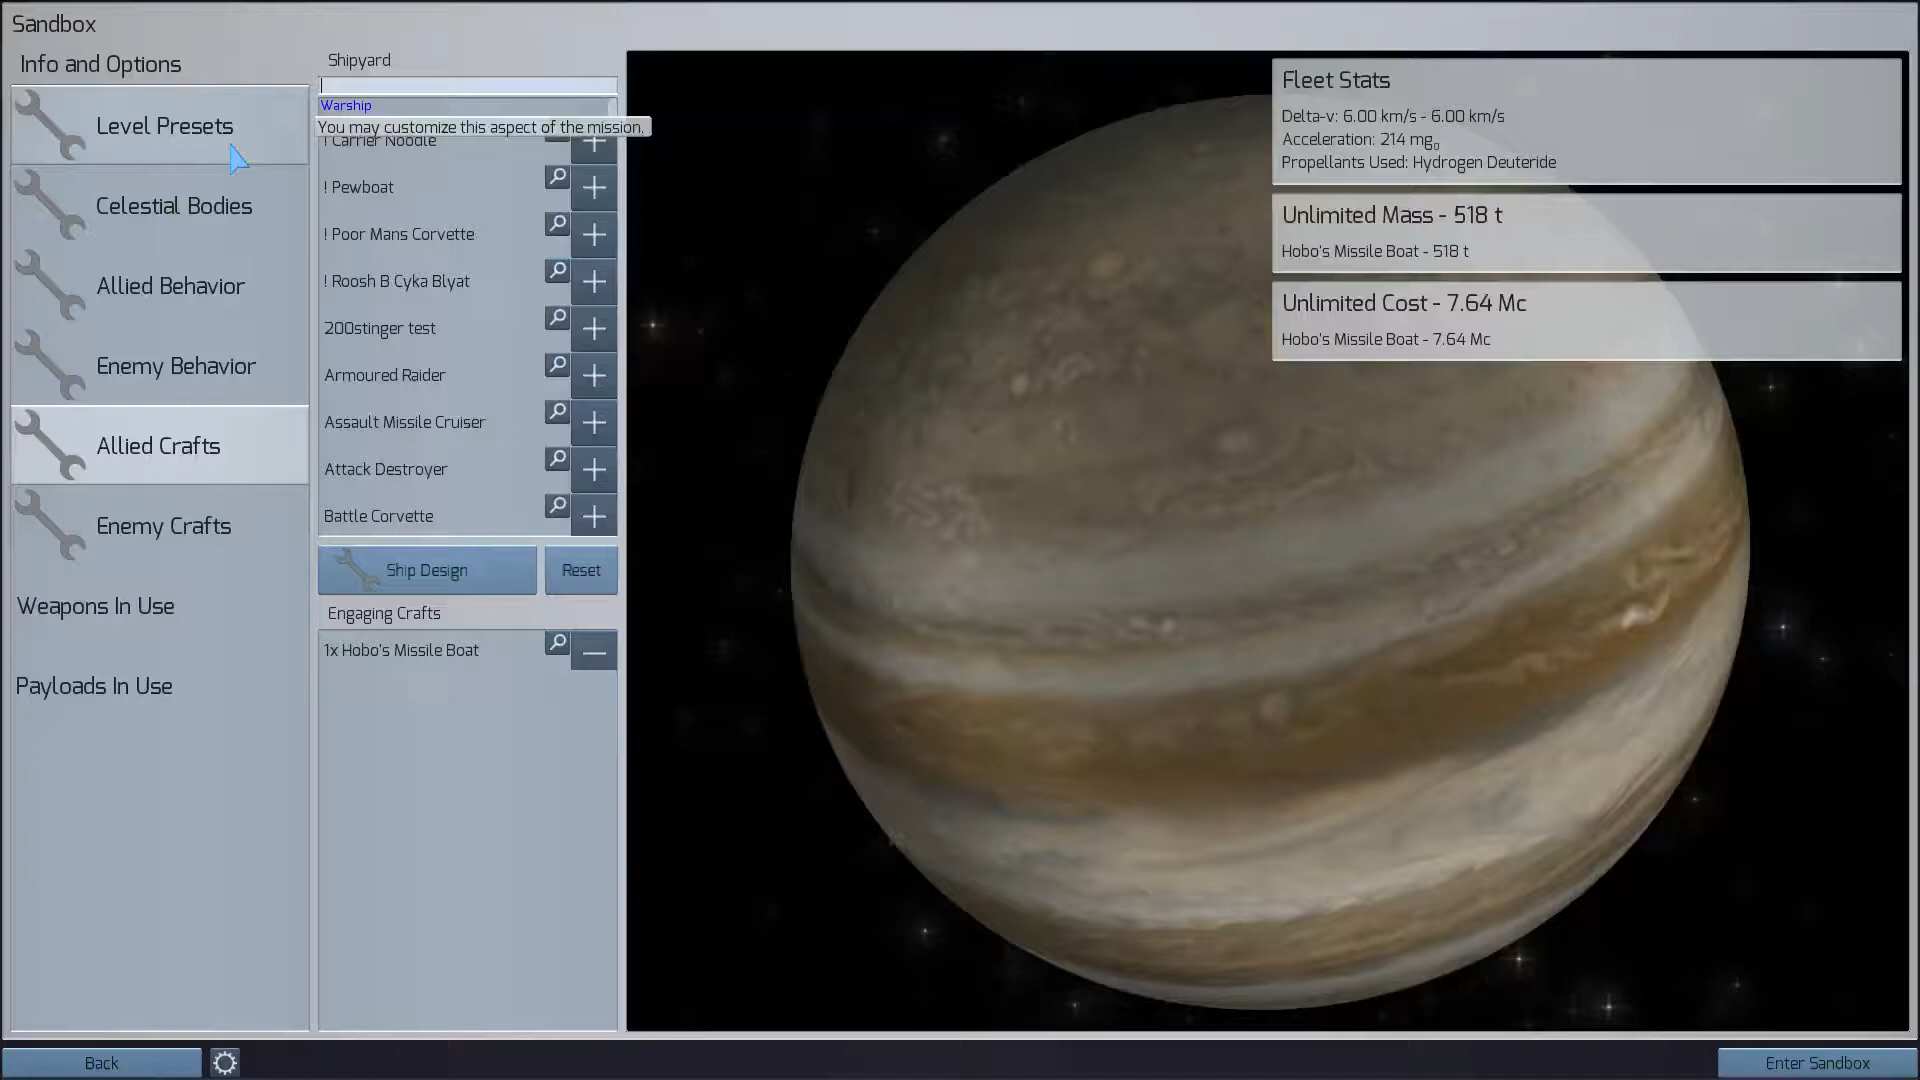 Sandbox
Info and Options
Level Presets
Celestial Bodies
Allied Behavior
Enemy Behavior
Allied Crafts
Enemy Crafts
Weapons In Use
Payloads In Use
Shipyard
Warship
You may customize this aspect of the mission.
! Carrier Noodle
! Pewboat
! Poor Mans Corvette
! Roosh B Cyka Blyat
200stinger test
Armoured Raider
Assault Missile Cruiser
Attack Destroyer
Battle Corvette
Ship Design
Reset
Engaging Crafts
1x Hobo's Missile Boat
Fleet Stats
Delta-v: 6.00 km/s - 6.00 km/s
Acceleration: 214 mg₀
Propellants Used: Hydrogen Deuteride
Unlimited Mass - 518 t
Hobo's Missile Boat - 518 t
Unlimited Cost - 7.64 Mc
Hobo's Missile Boat - 7.64 Mc
Back
Enter Sandbox